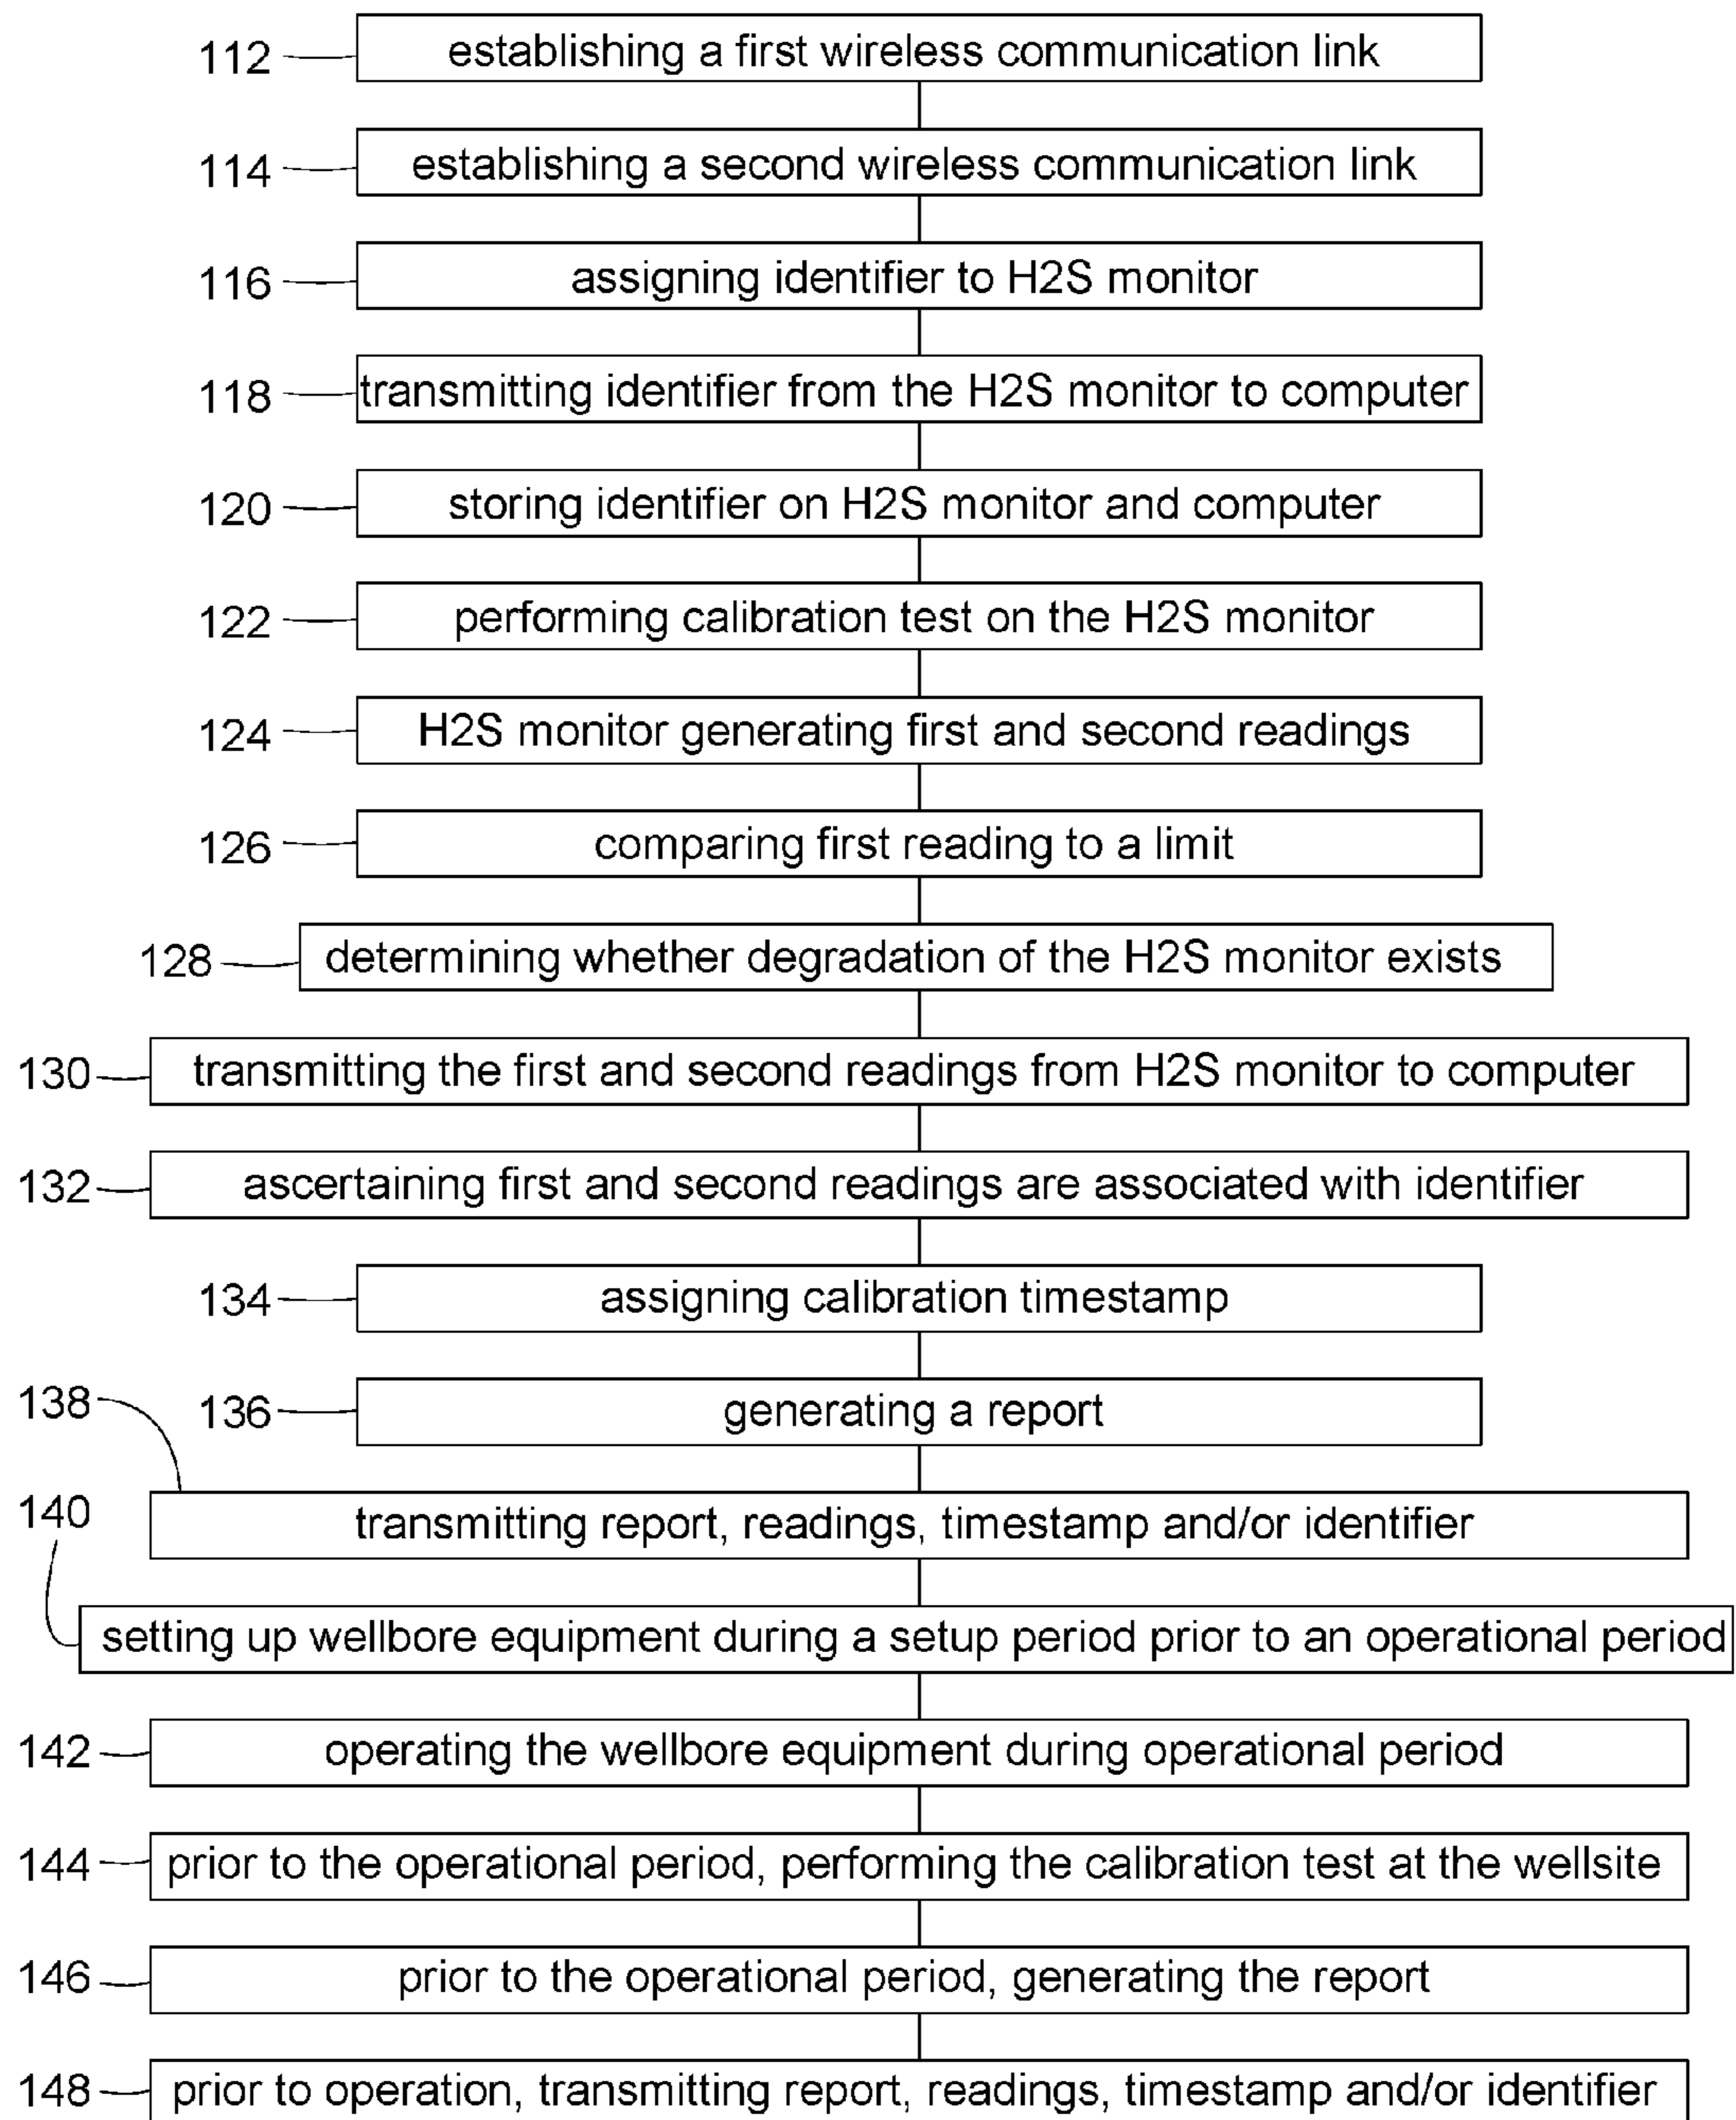 112 establishing a first wireless communication link
114 establishing a second wireless communication link
116 assigning identifier to H2S monitor
118 transmitting identifier from the H2S monitor to computer
120 storing identifier on H2S monitor and computer
122 performing calibration test on the H2S monitor
124 H2S monitor generating first and second readings
126 comparing first reading to a limit
128 determining whether degradation of the H2S monitor exists
130 transmitting the first and second readings from H2S monitor to computer
132 ascertaining first and second readings are associated with identifier
134 assigning calibration timestamp
136 generating a report
138 transmitting report, readings, timestamp and/or identifier
140 setting up wellbore equipment during a setup period prior to an operational period
142 operating the wellbore equipment during operational period
144 prior to the operational period, performing the calibration test at the wellsite
146 prior to the operational period, generating the report
148 prior to operation, transmitting report, readings, timestamp and/or identifier